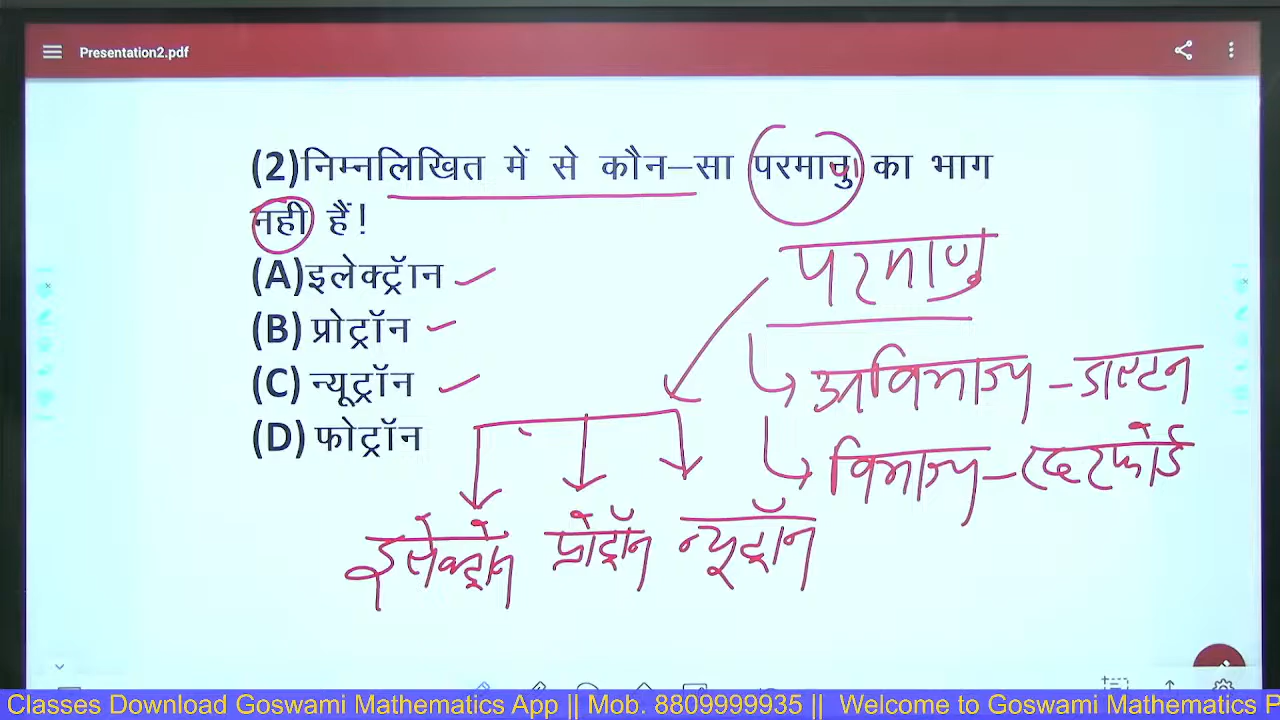 Presentation2.pdf
(2)निम्नलिखित में से कौन–सा परमानु का भाग
नही हैं!
(A)इलेक्ट्रॅान
(B) प्रोट्रॉन
(C) न्यूट्रॉन
(D) फोट्रॉन
परमाणु
अविभाज्य – डाल्टन
विभाज्य – रदरफोर्ड
इलेक्ट्रोन प्रोट्रॉन न्यूट्रॉन
Classes Download Goswami Mathematics App || Mob. 8809999935 || Welcome to Goswami Mathematics P